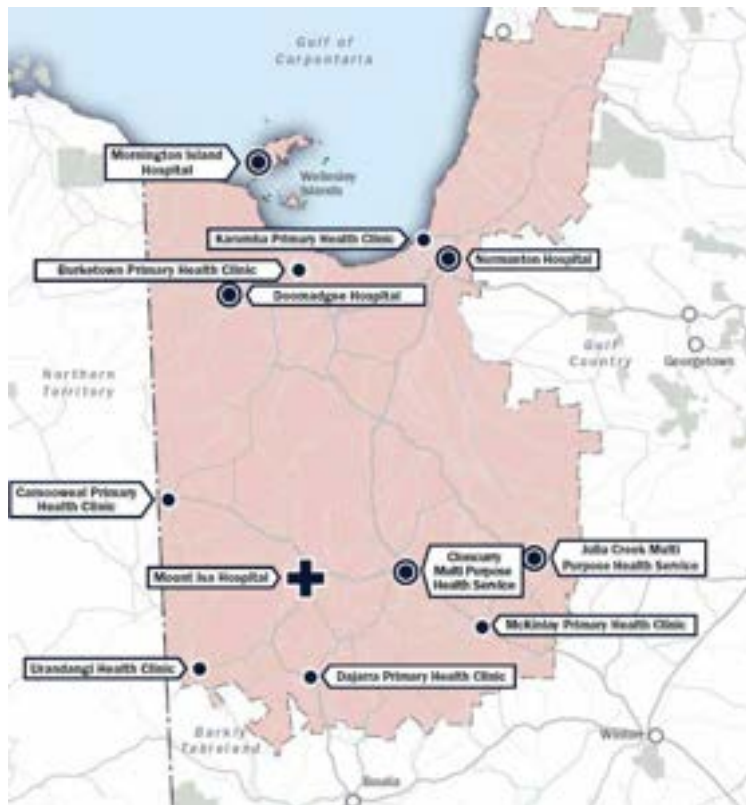 Gulf of
Carpentaria
Mornington Island
Hospital
Wellesley
Islands
Karumba Primary Health Clinic
Normanton Hospital
Burketown Primary Health Clinic
Doomadgee Hospital
Gulf
Country
Georgetown
Northern
Territory
Camooweal Primary
Health Clinic
Cloncurry
Multi Purpose
Health Service
Julia Creek Multi
Purpose Health Service
Mount Isa Hospital
McKinlay Primary Health Clinic
Urandangi Health Clinic
Dajarra Primary Health Clinic
Barkly
Tableland
Winton
Boulia